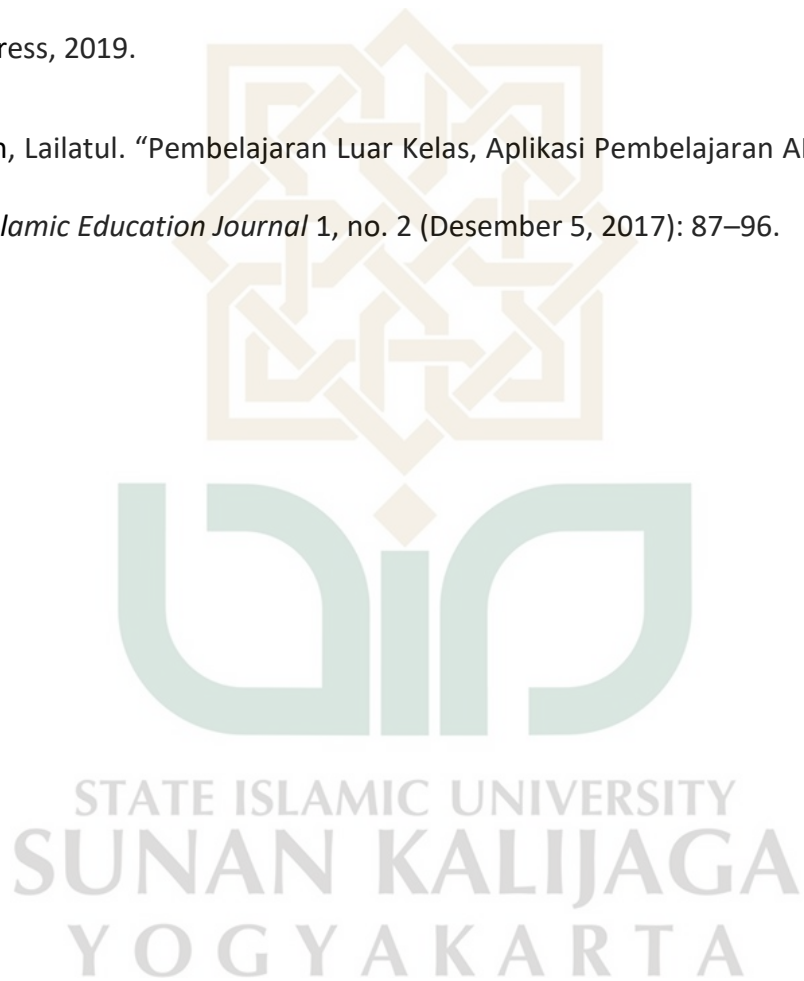 ress, 2019.
n, Lailatul. “Pembelajaran Luar Kelas, Aplikasi Pembelajaran
lamic Education Journal 1, no. 2 (Desember 5, 2017): 87–96.
STATE ISLAMIC UNIVERSITY
SUNAN KALIJAGA
YOGYAKARTA